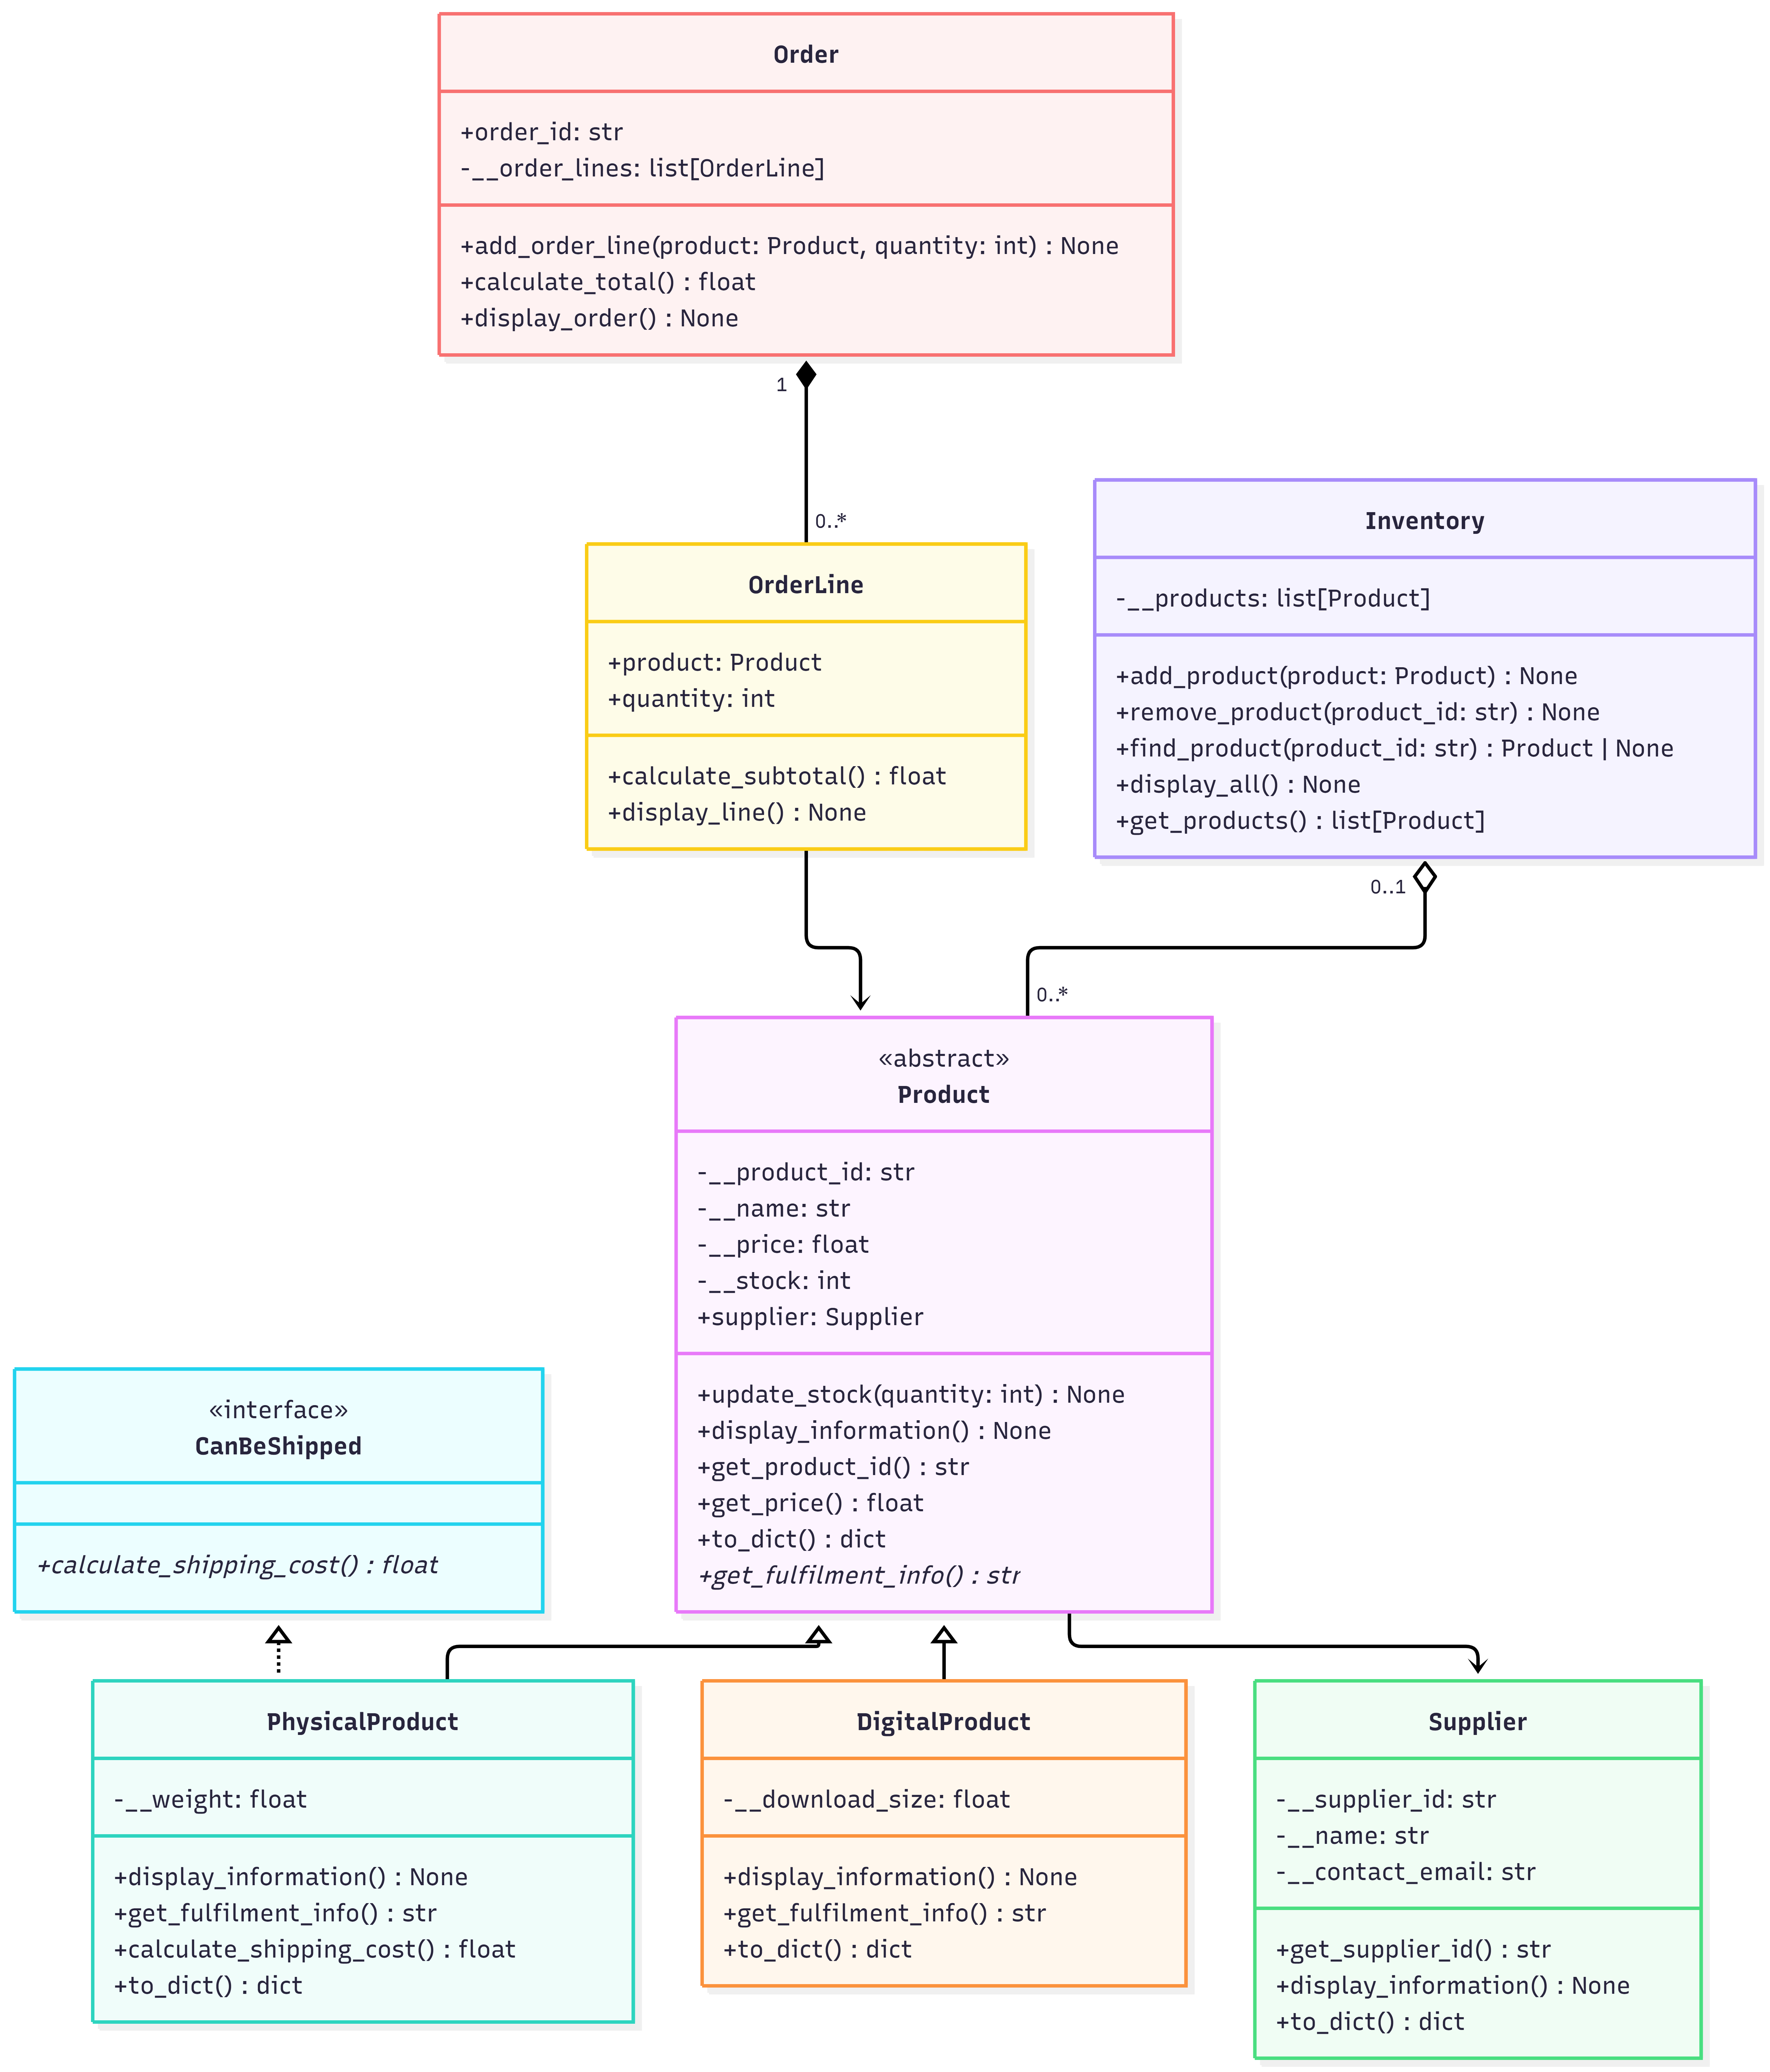 Order
+order_id: str
-__order_lines: list[OrderLine]
+add_order_line(product: Product, quantity: int) : None
+calculate_total() : float
+display_order() : None
1
0..*
OrderLine
+product: Product
+quantity: int
+calculate_subtotal() : float
+display_line() : None
Inventory
-__products: list[Product]
+add_product(product: Product) : None
+remove_product(product_id: str) : None
+find_product(product_id: str) : Product | None
+display_all() : None
+get_products() : list[Product]
0..1
0..*
«abstract»
Product
-__product_id: str
-__name: str
-__price: float
-__stock: int
+supplier: Supplier
+update_stock(quantity: int) : None
+display_information() : None
+get_product_id() : str
+get_price() : float
+to_dict() : dict
+get_fulfilment_info() : str
«interface»
CanBeShipped
+calculate_shipping_cost() : float
PhysicalProduct
-__weight: float
+display_information() : None
+get_fulfilment_info() : str
+calculate_shipping_cost() : float
+to_dict() : dict
DigitalProduct
-__download_size: float
+display_information() : None
+get_fulfilment_info() : str
+to_dict() : dict
Supplier
-__supplier_id: str
-__name: str
-__contact_email: str
+get_supplier_id() : str
+display_information() : None
+to_dict() : dict